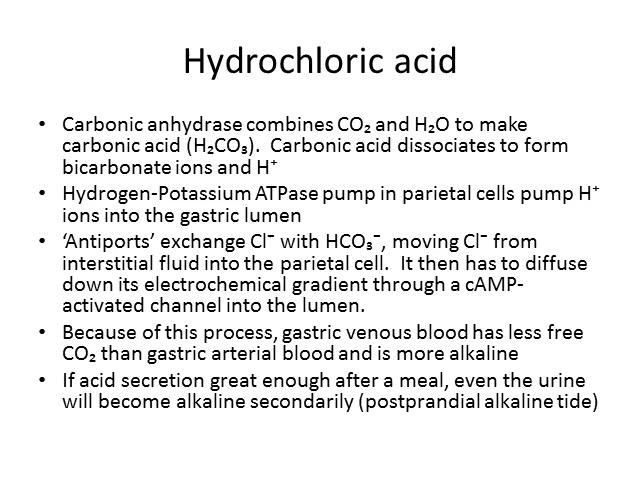 Hydrochloric acid
• Carbonic anhydrase combines CO₂ and H₂O to make
carbonic acid (H₂CO₃).  Carbonic acid dissociates to form
bicarbonate ions and H⁺
• Hydrogen-Potassium ATPase pump in parietal cells pump H⁺
ions into the gastric lumen
• ‘Antiports’ exchange Cl⁻ with HCO₃⁻, moving Cl⁻ from
interstitial fluid into the parietal cell.  It then has to diffuse
down its electrochemical gradient through a cAMP-
activated channel into the lumen.
• Because of this process, gastric venous blood has less free
CO₂ than gastric arterial blood and is more alkaline
• If acid secretion great enough after a meal, even the urine
will become alkaline secondarily (postprandial alkaline tide)